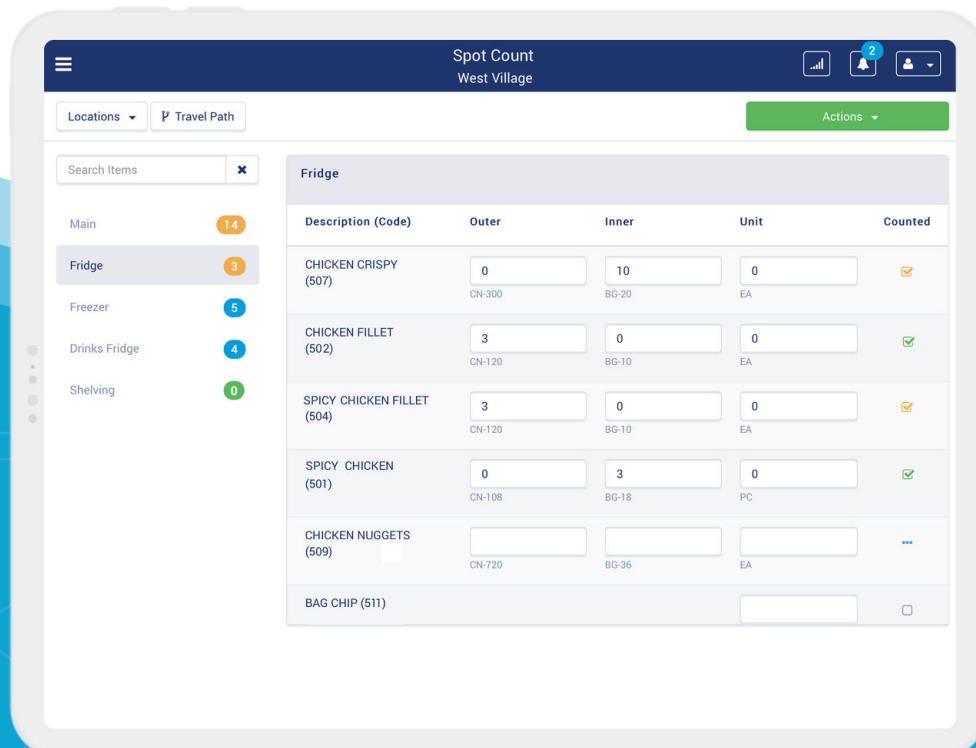 Spot Count
West Village
2
Locations
Travel Path
Actions
Search Items
Main 14
Fridge 3
Freezer 5
Drinks Fridge 4
Shelving 0
Fridge
Description (Code) Outer Inner Unit Counted
CHICKEN CRISPY
(507)
0 10 0
CN-300 BG-20 EA
CHICKEN FILLET
(502)
3 0 0
CN-120 BG-10 EA
SPICY CHICKEN FILLET
(504)
3 0 0
CN-120 BG-10 EA
SPICY CHICKEN
(501)
0 3 0
CN-108 BG-18 PC
CHICKEN NUGGETS
(509)
CN-720 BG-36 EA
BAG CHIP (511)